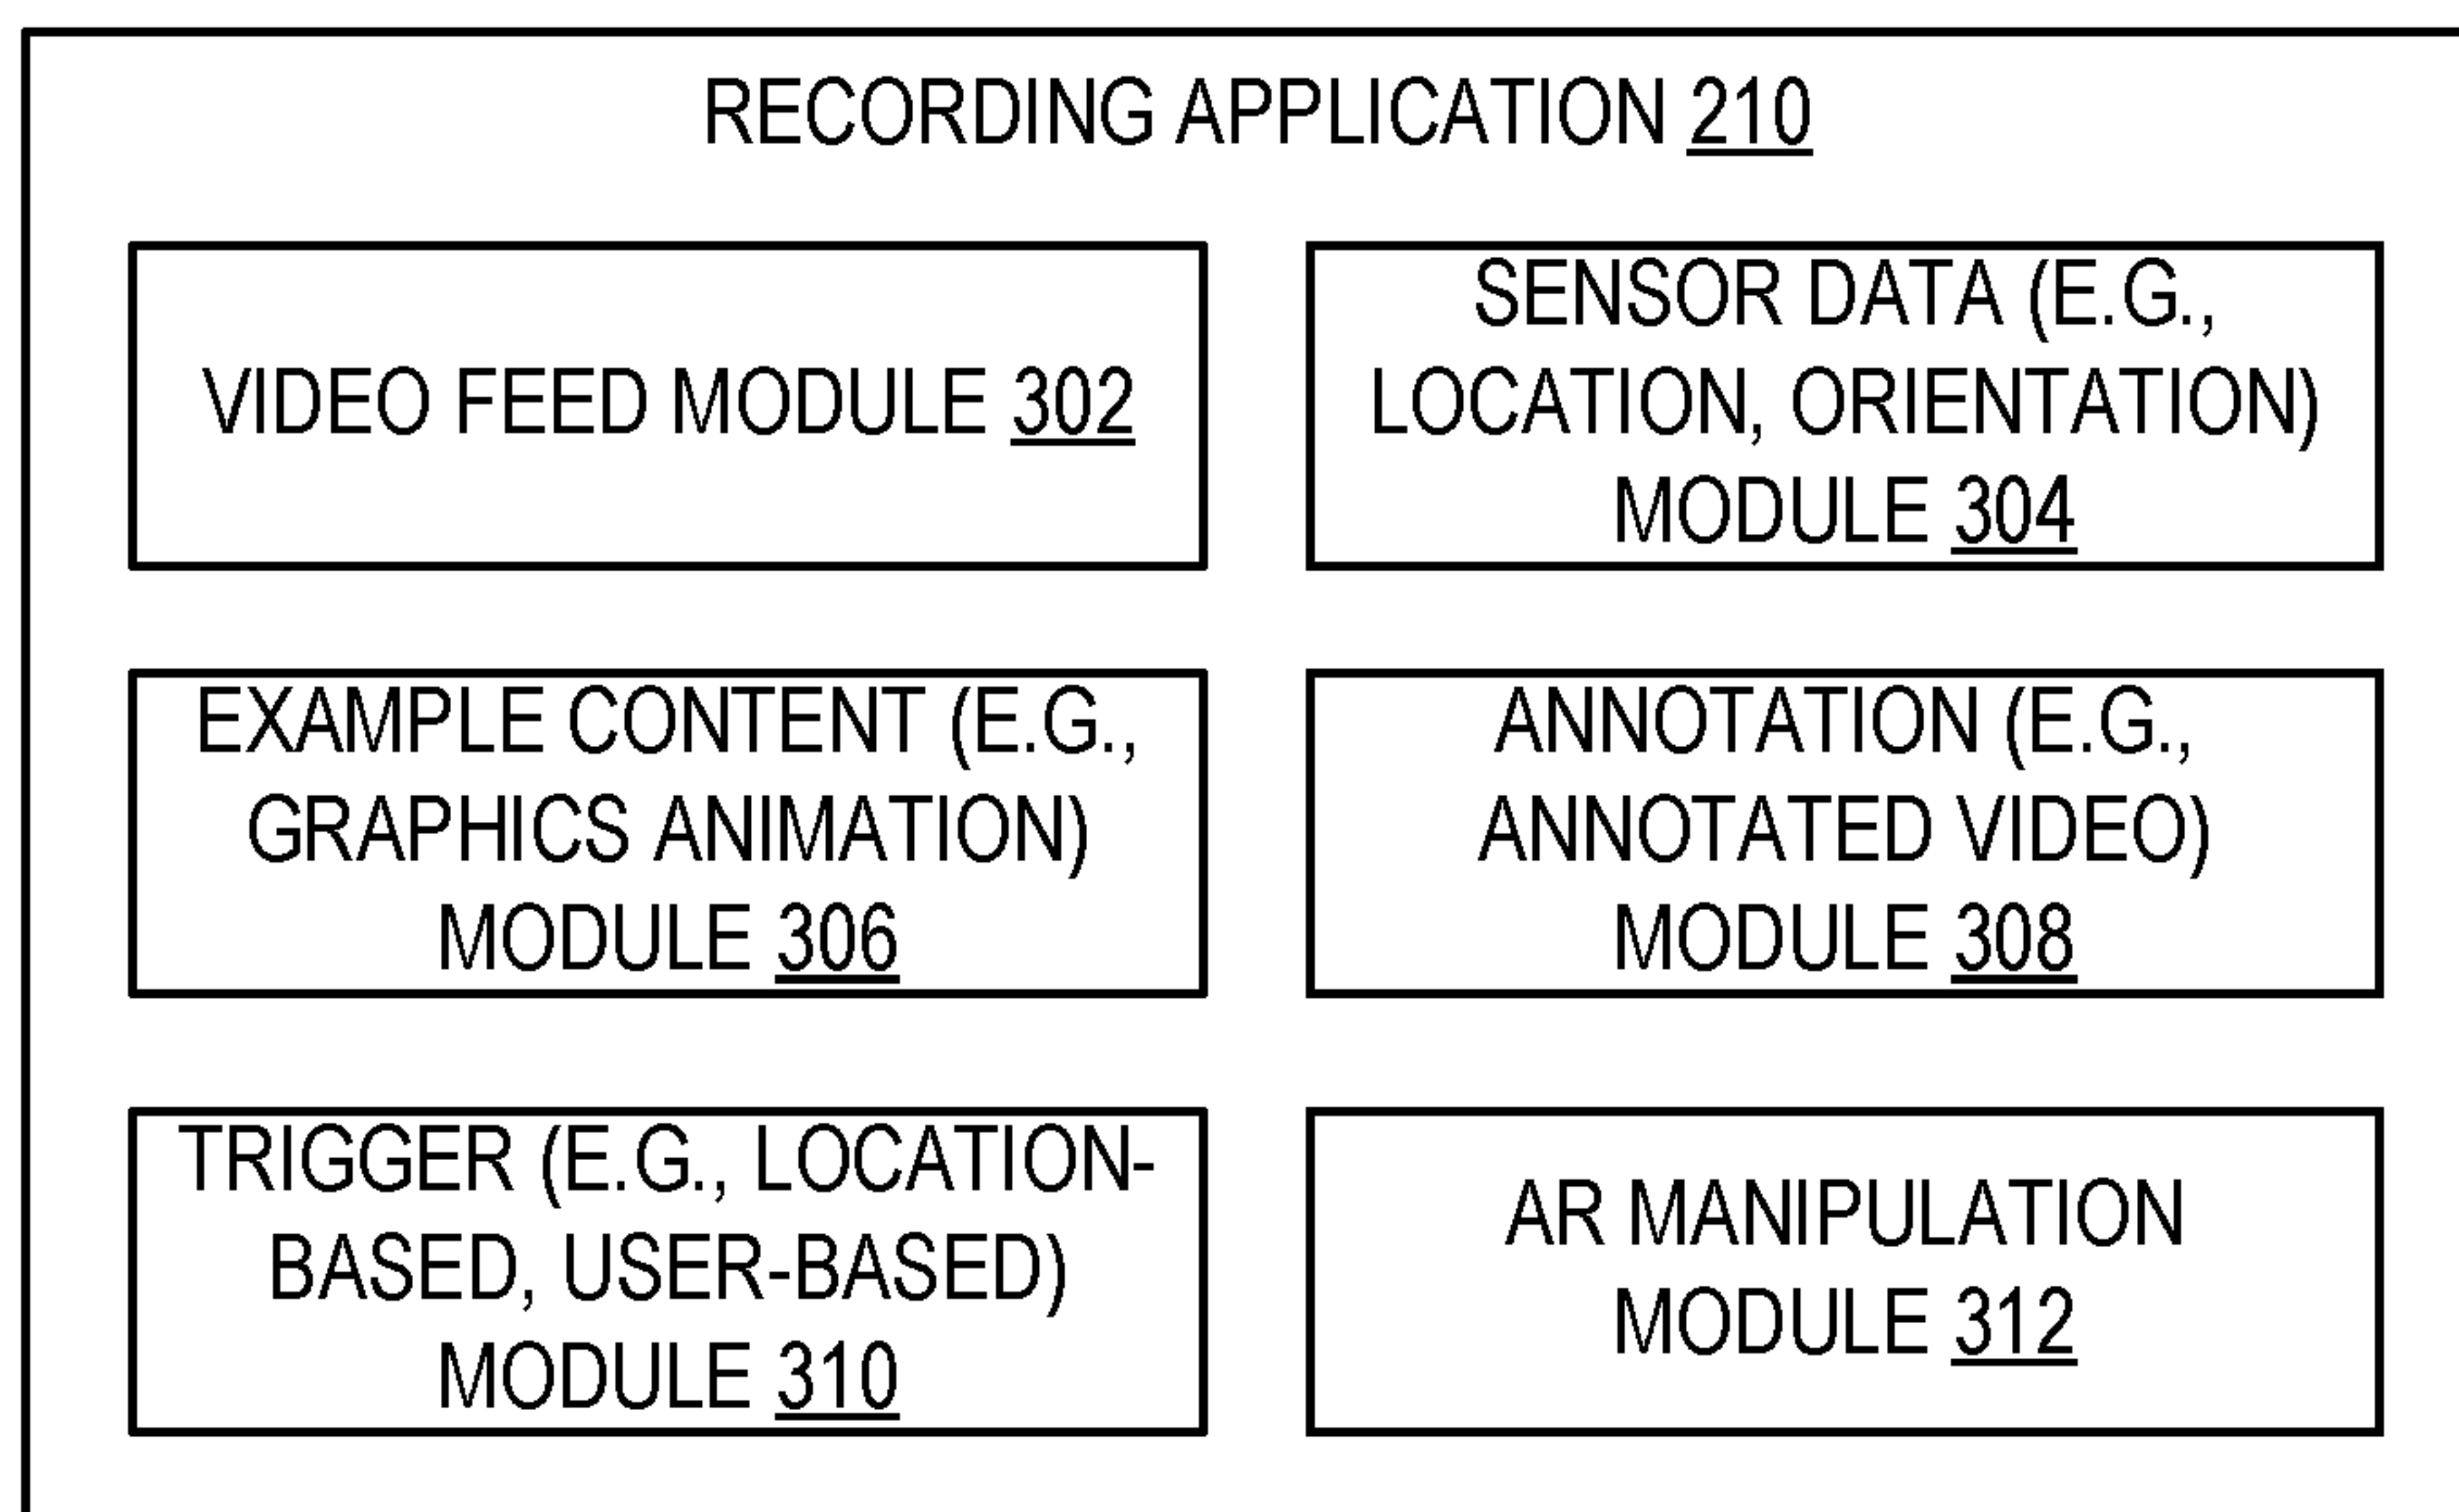 RECORDING APPLICATION 210
VIDEO FEED MODULE 302
SENSOR DATA (E.G.,
LOCATION, ORIENTATION)
MODULE 304
EXAMPLE CONTENT (E.G.,
GRAPHICS ANIMATION)
MODULE 306
ANNOTATION (E.G.,
ANNOTATED VIDEO)
MODULE 308
TRIGGER (E.G., LOCATION-
BASED, USER-BASED)
MODULE 310
AR MANIPULATION
MODULE 312